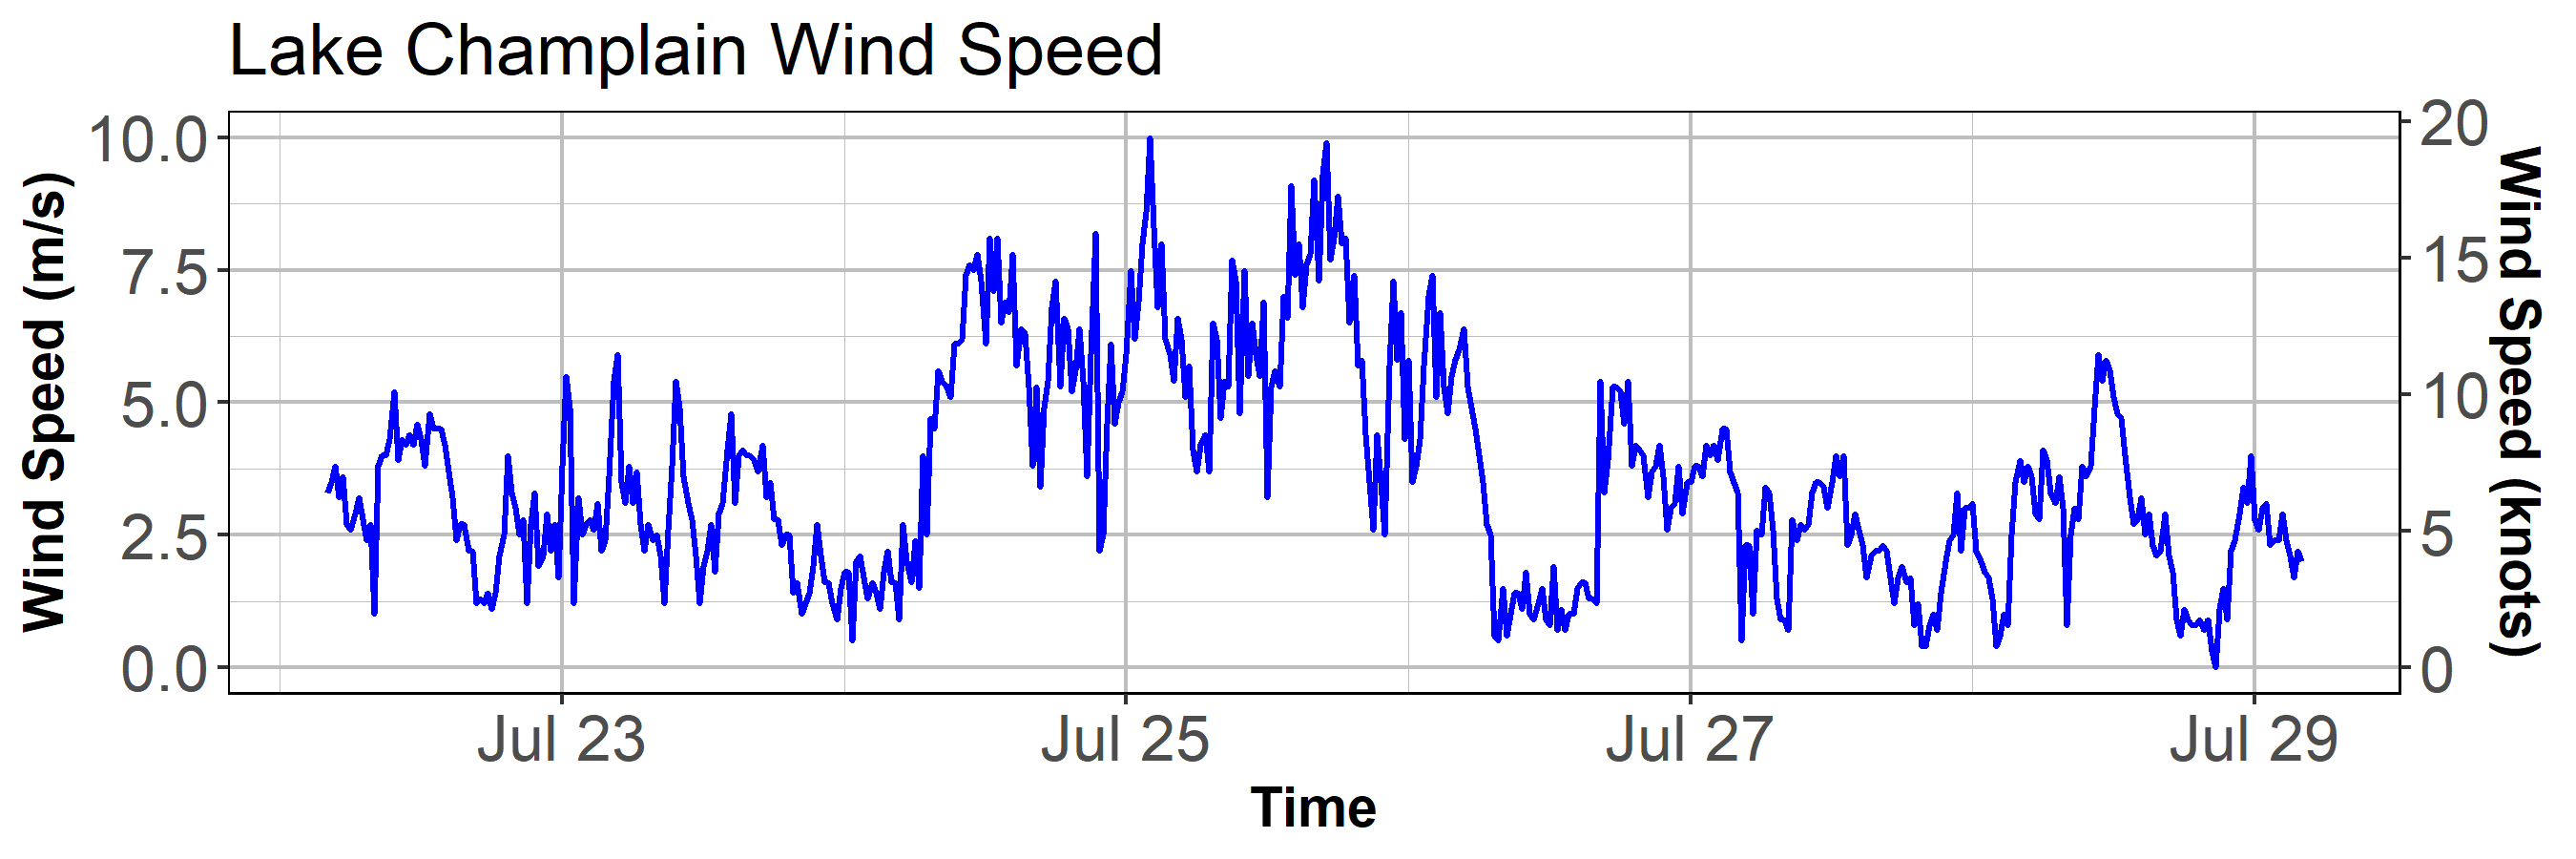 Lake Champlain Wind Speed
Wind Speed (m/s)
10.0
7.5
5.0
2.5
0.0
20
15
10
5
0
Wind Speed (knots)
Jul 23
Jul 25
Jul 27
Jul 29
Time